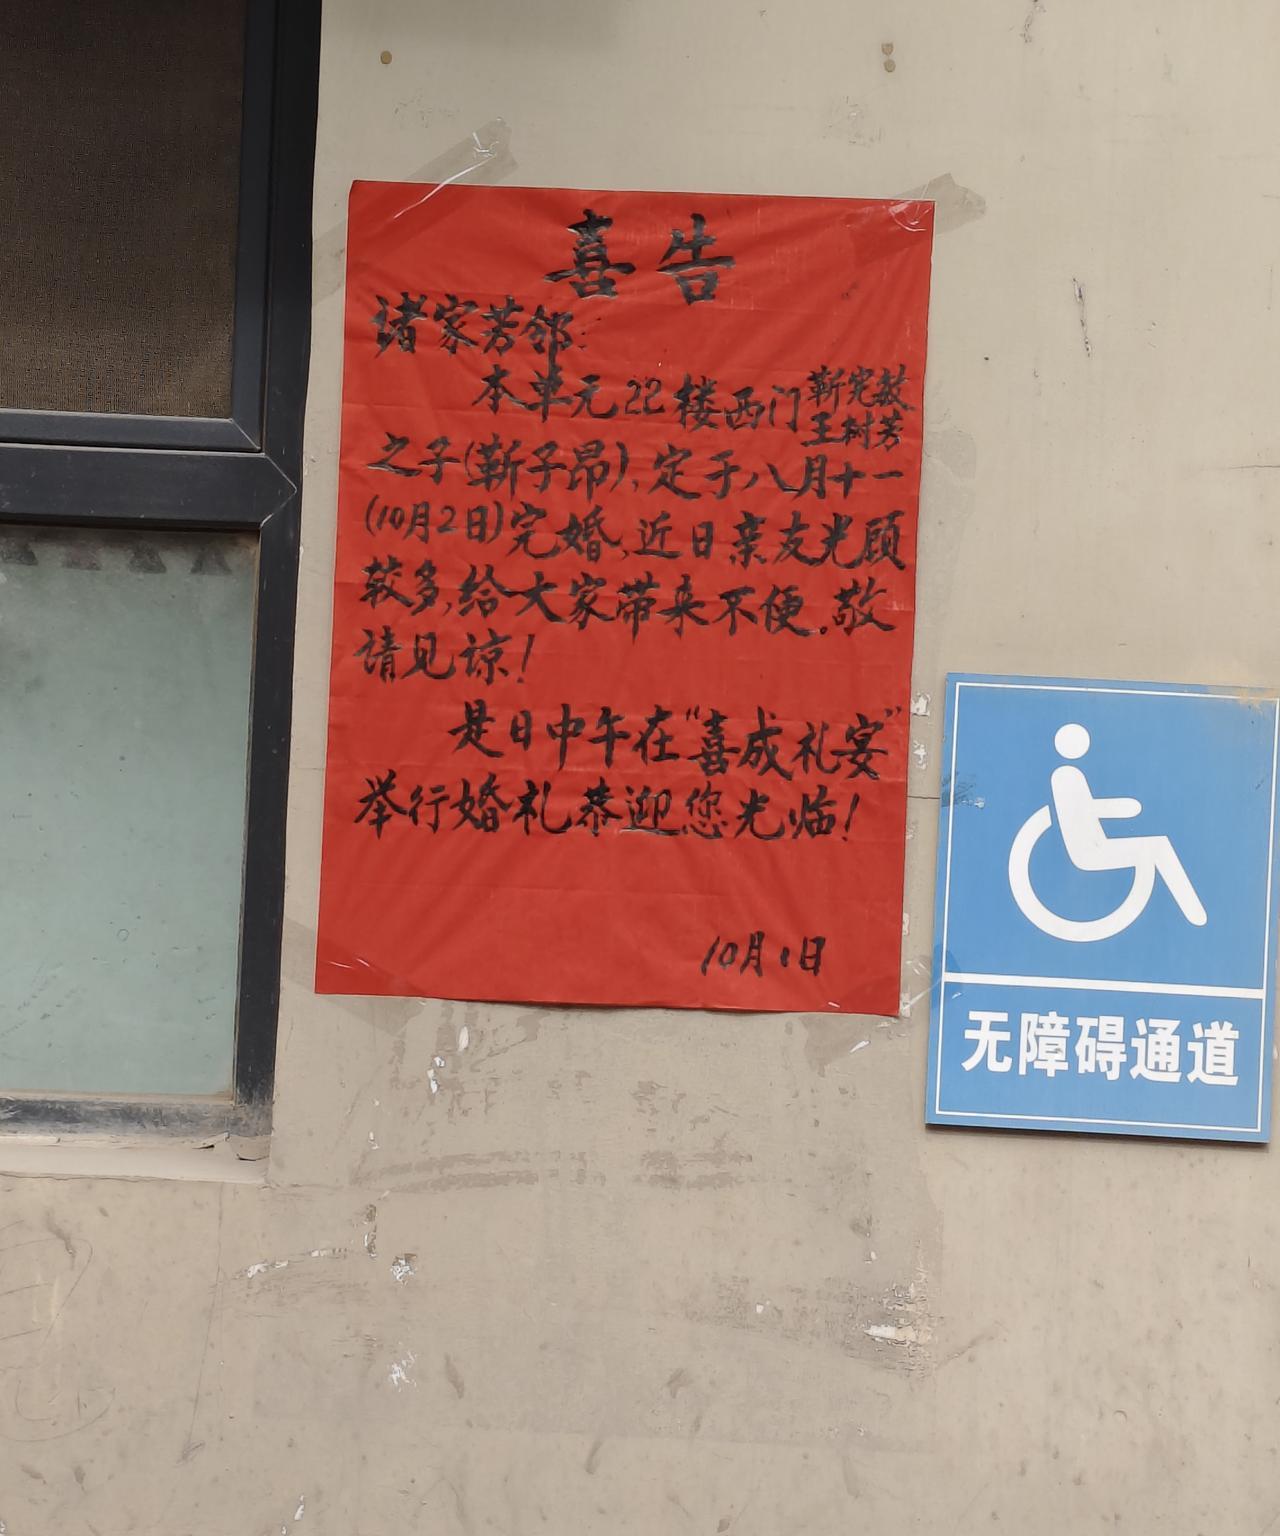 喜告
诸家芳邻:
本单元22楼西门靳宪敖
王树芳
之子(靳子昂),定于八月十一
(10月2日)完婚,近日亲友光顾
较多,给大家带来不便。敬
请见谅!
是日中午在“喜成礼宴”
举行婚礼恭迎您光临!
10月1日
无障碍通道